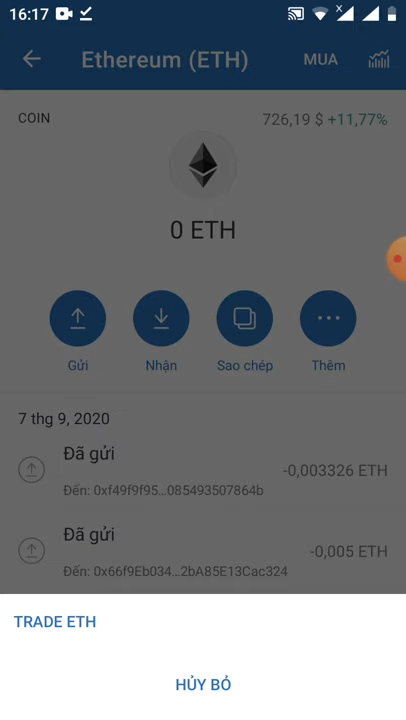 16:17
Ethereum (ETH)
MUA
COIN
726,19 $ +11,77%
0 ETH
Gửi
Nhận
Sao chép
Thêm
7 thg 9, 2020
Đã gửi
-0,003326 ETH
Đến: 0xf49f9f95...085493507864b
Đã gửi
-0,005 ETH
Đến: 0x66f9Eb034...2bA85E13Cac324
TRADE ETH
HỦY BỎ